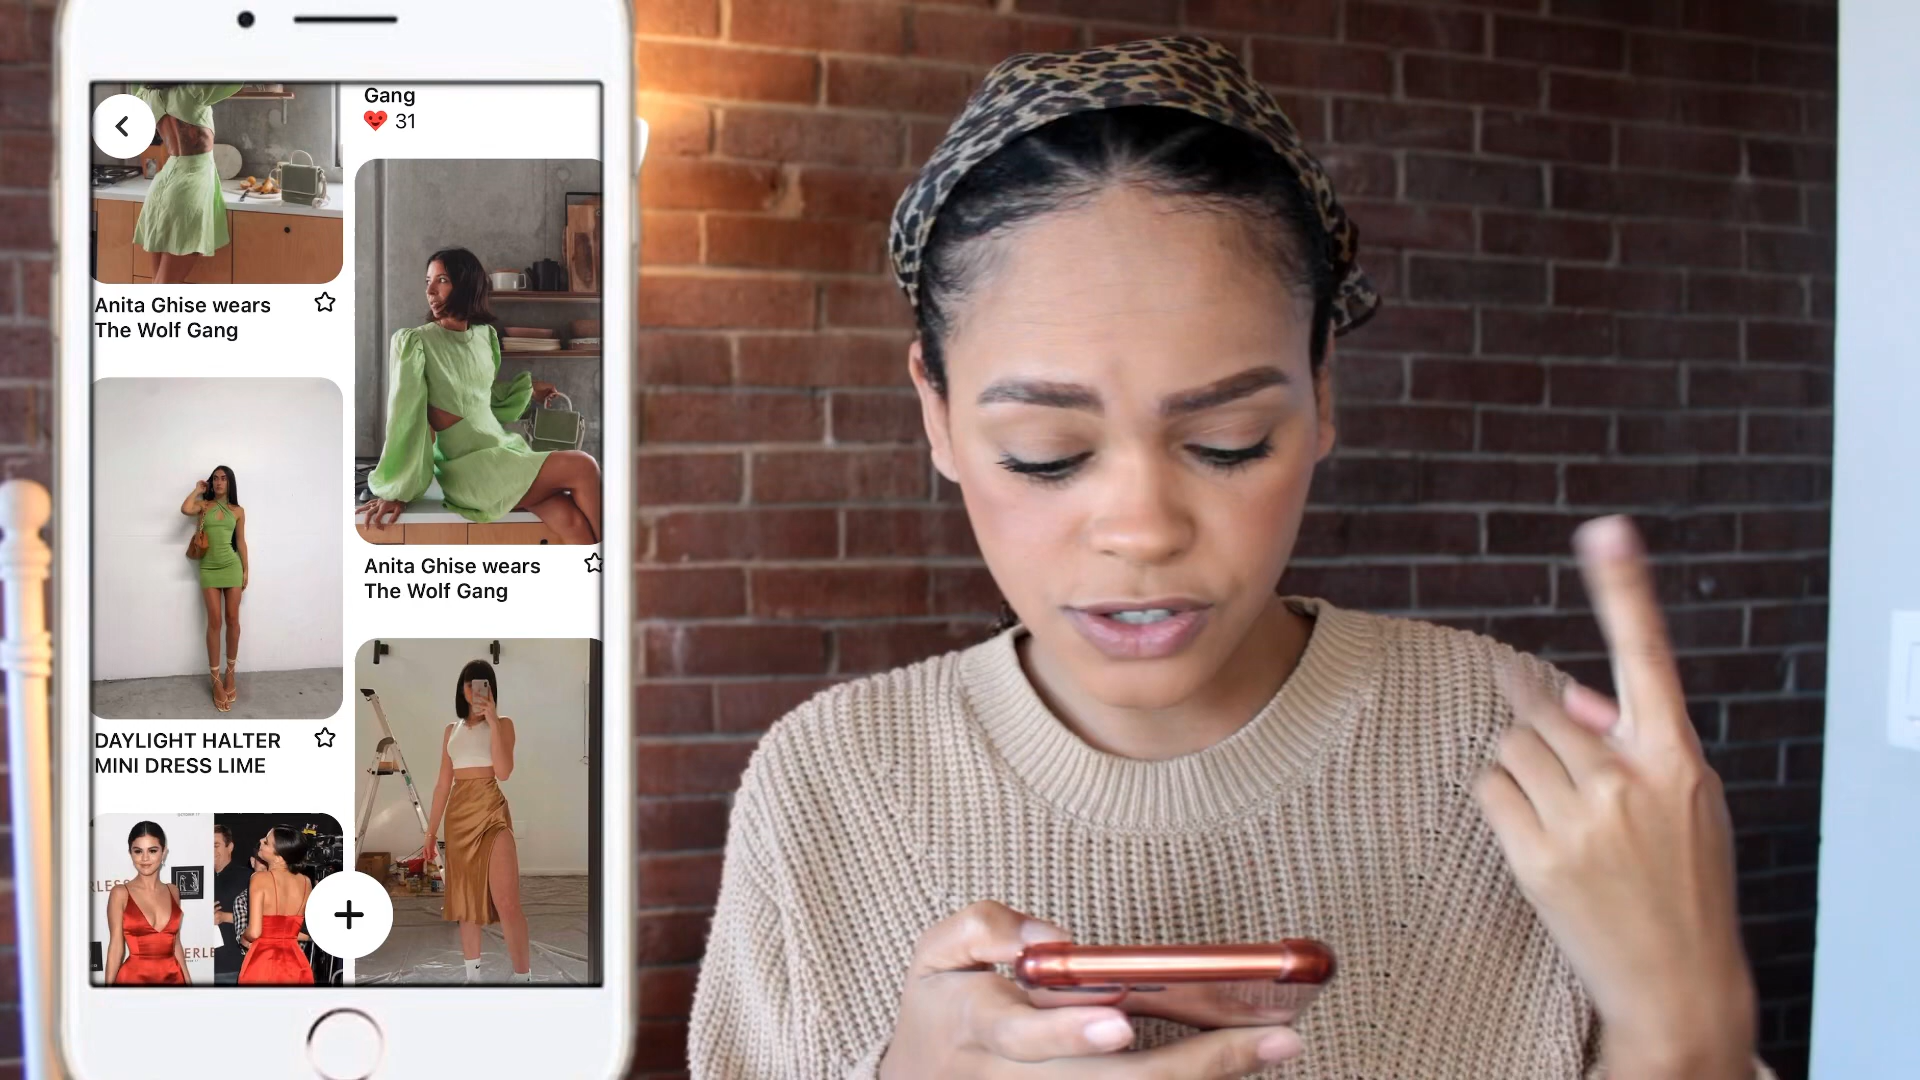 Anita Ghise wears
The Wolf Gang
DAYLIGHT HALTER
MINI DRESS LIME
Gang
31
Anita Ghise wears
The Wolf Gang